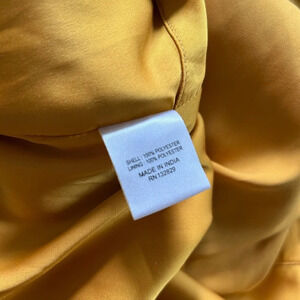 SHELL : 100% POLYESTER
LINING : 100% POLYESTER
MADE IN INDIA
RN 132829